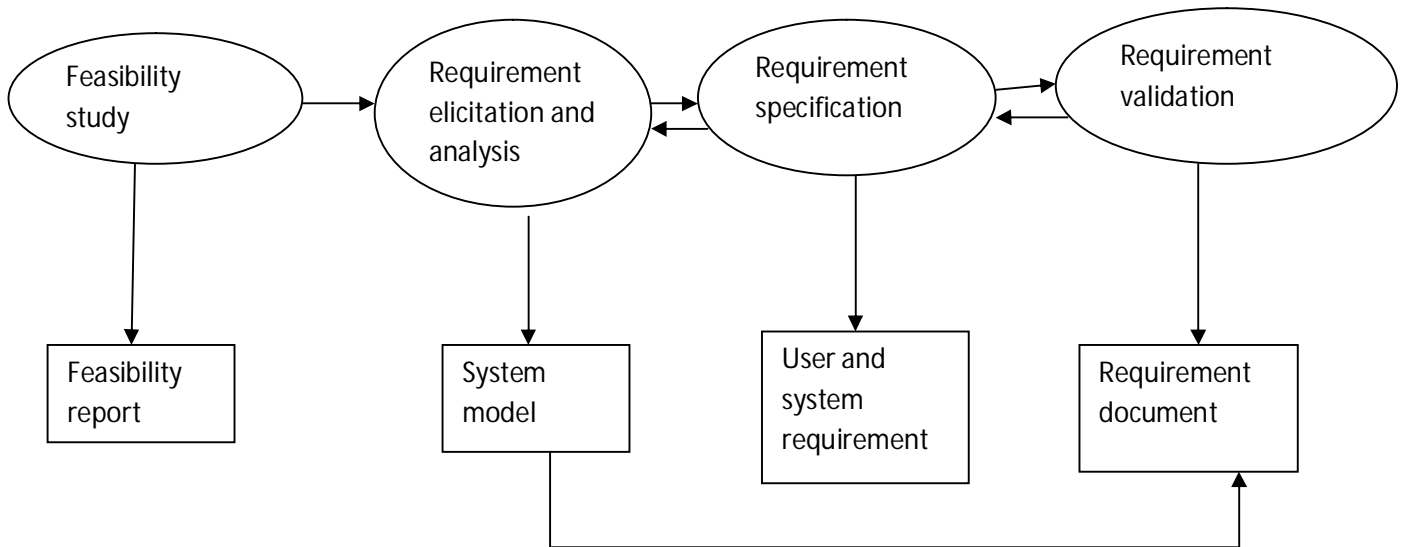 Feasibility
study
Requirement
elicitation and
analysis
Requirement
specification
Requirement
validation
Feasibility
report
System
model
User and
system
requirement
Requirement
document